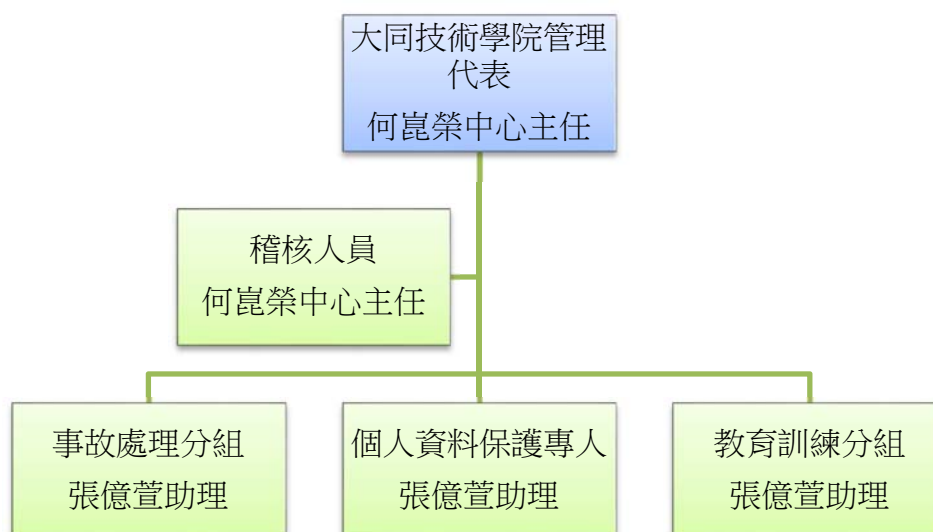 大同技術學院管理
代表
何崑榮中心主任
稽核人員
何崑榮中心主任
事故處理分組
張億萱助理
個人資料保護專人
張億萱助理
教育訓練分組
張億萱助理